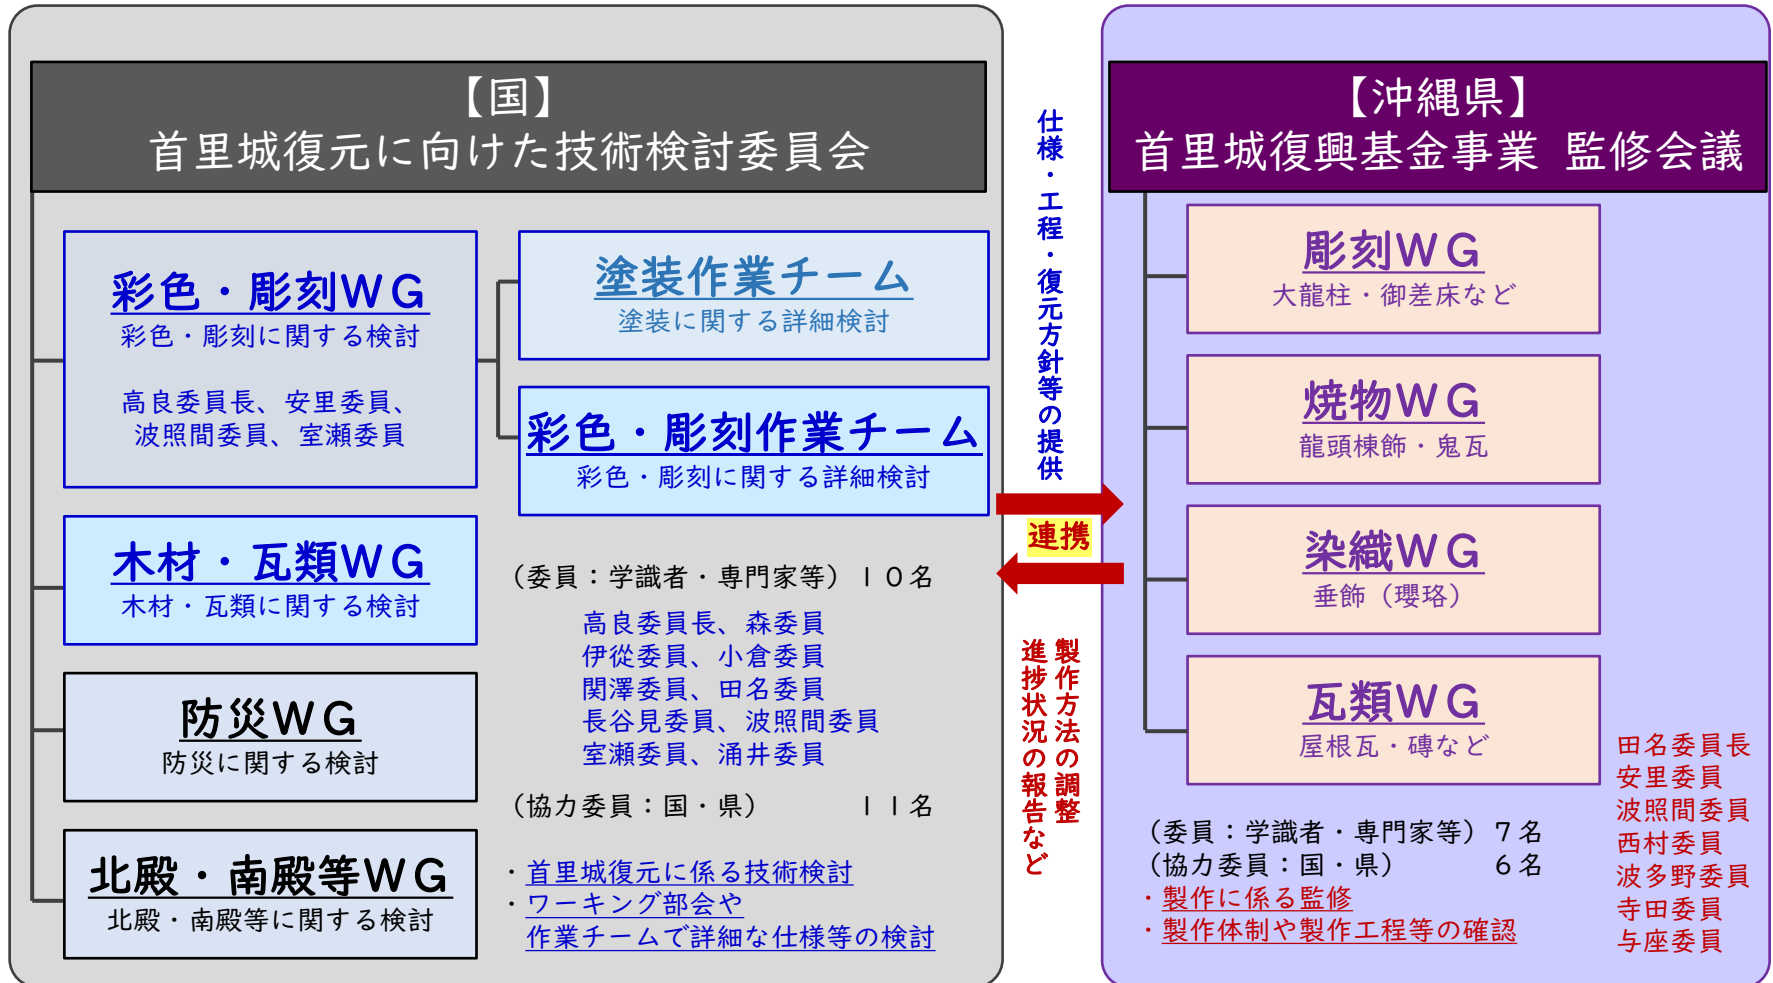 【国】
首里城復元に向けた技術検討委員会
彩色・彫刻ＷＧ
彩色・彫刻に関する検討
高良委員長、安里委員、
波照間委員、室瀬委員
塗装作業チーム
塗装に関する詳細検討
彩色・彫刻作業チーム
彩色・彫刻に関する詳細検討
木材・瓦類ＷＧ
木材・瓦類に関する検討
防災ＷＧ
防災に関する検討
北殿・南殿等ＷＧ
北殿・南殿等に関する検討
（委員：学識者・専門家等）１０名
高良委員長、森委員
伊從委員、小倉委員
関澤委員、田名委員
長谷見委員、波照間委員
室瀬委員、涌井委員
（協力委員：国・県）　１１名
・首里城復元に係る技術検討
・ワーキング部会や
作業チームで詳細な仕様等の検討
仕様・工程・復元方針等の提供
連携
製作方法の調整
進捗状況の報告など
【沖縄県】
首里城復興基金事業 監修会議
彫刻ＷＧ
大龍柱・御差床など
焼物ＷＧ
龍頭棟飾・鬼瓦
染織ＷＧ
垂飾（瓔珞）
瓦類ＷＧ
屋根瓦・磚など
（委員：学識者・専門家等）７名
（協力委員：国・県）　６名
・製作に係る監修
・製作体制や製作工程等の確認
田名委員長
安里委員
波照間委員
西村委員
波多野委員
寺田委員
与座委員